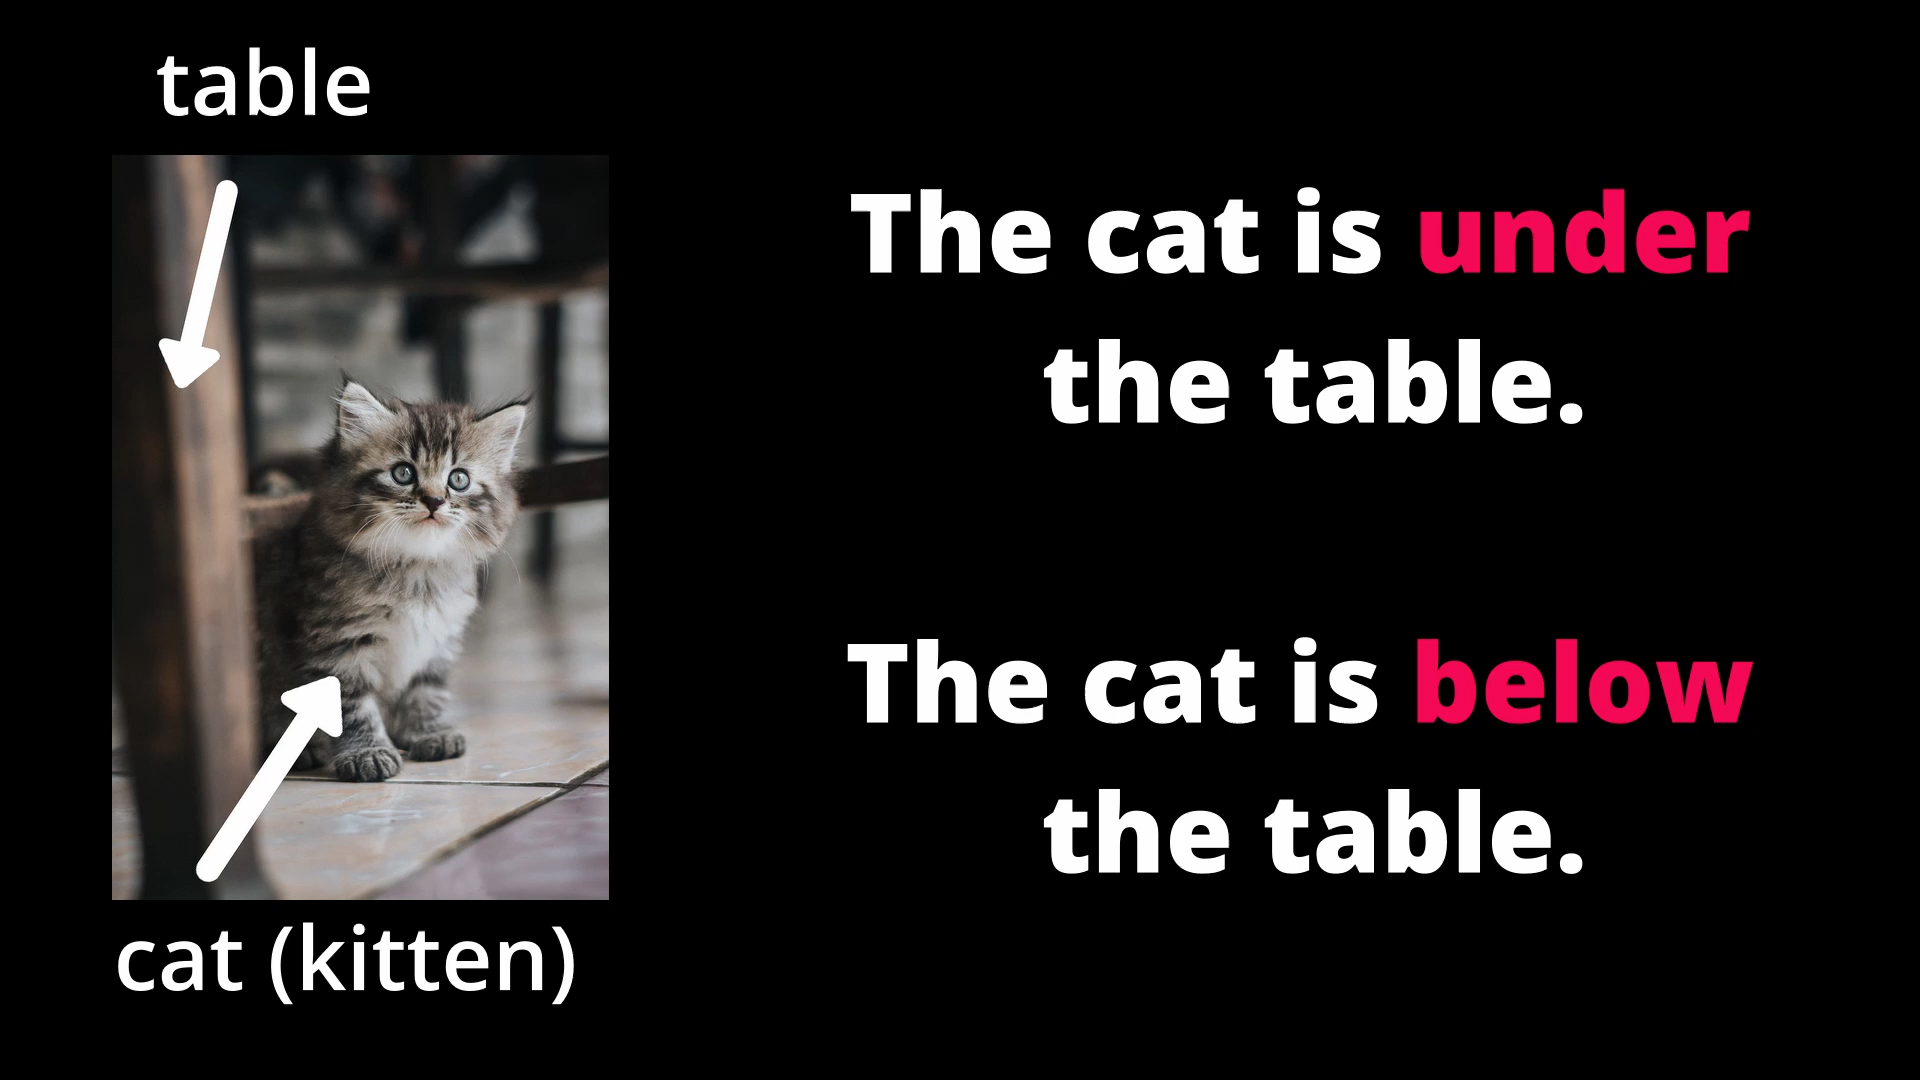 table
cat (kitten)
The cat is under
the table.
The cat is below
the table.